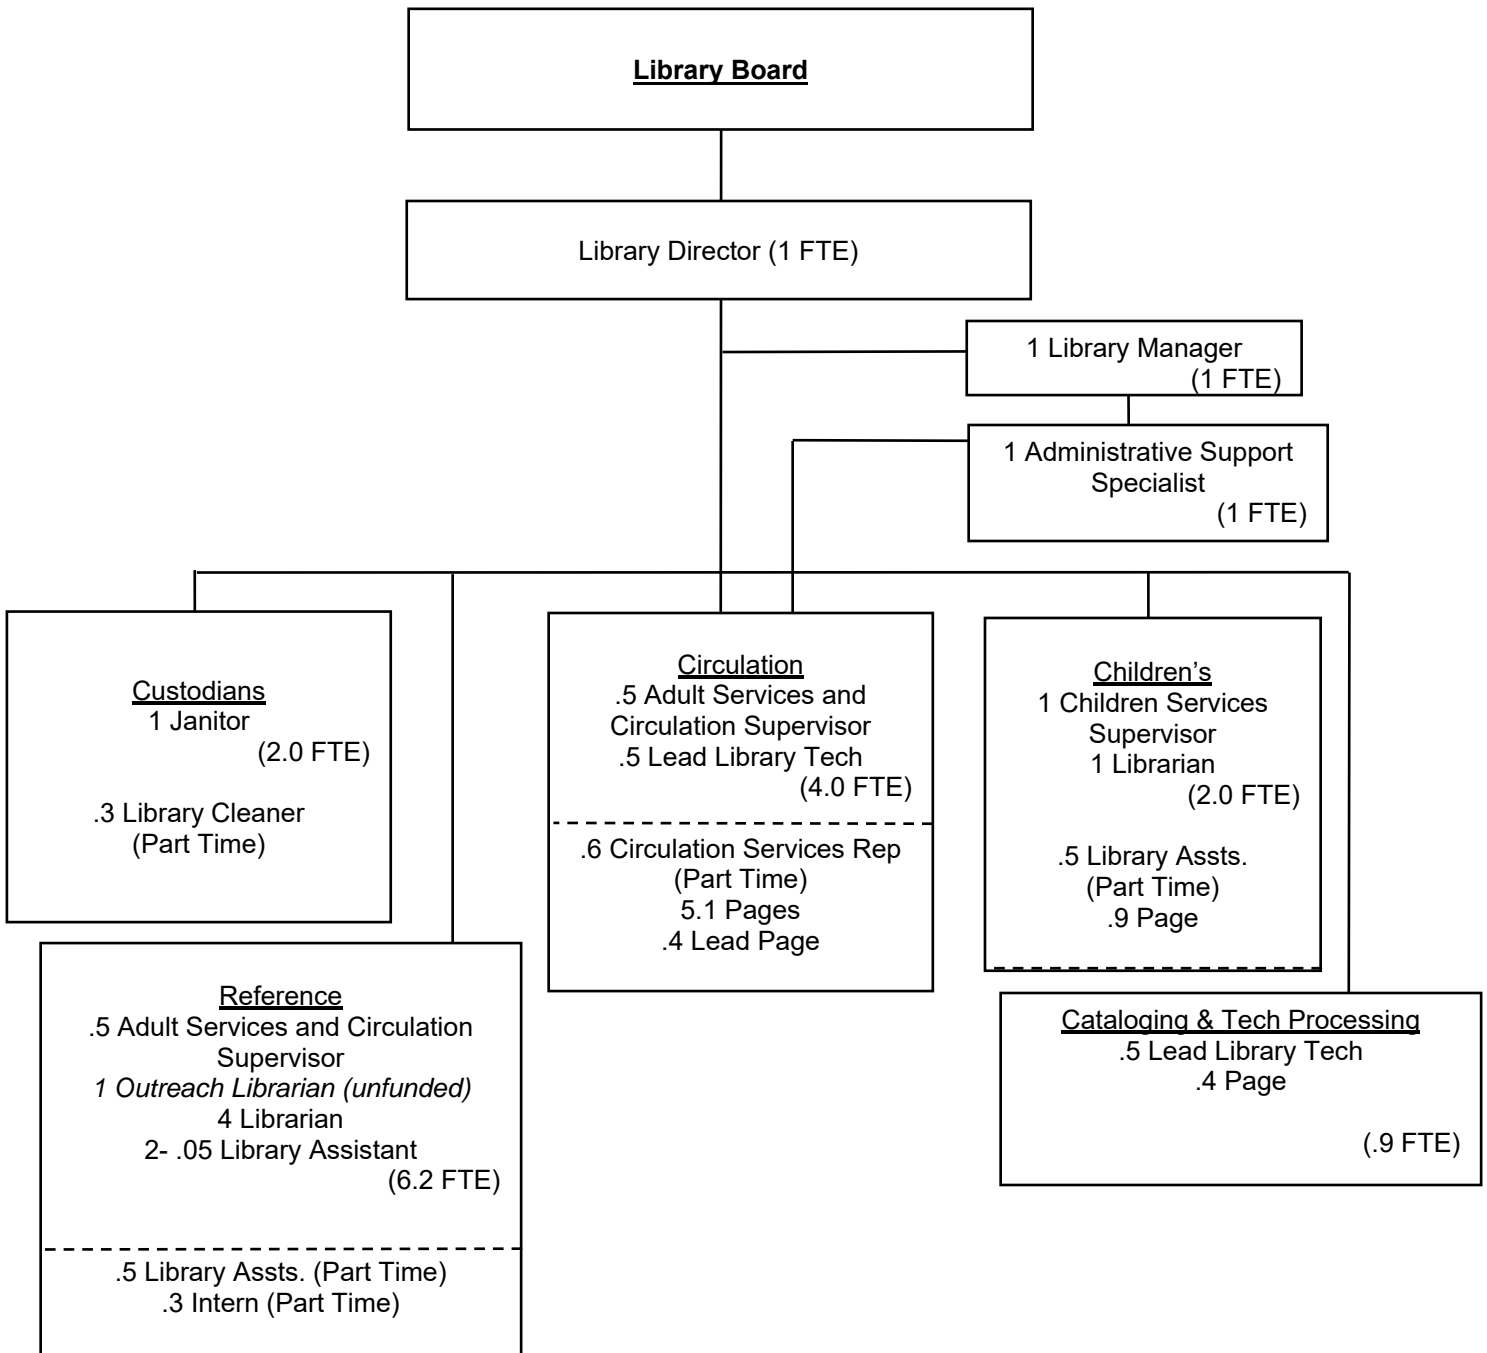 Library Board
Library Director (1 FTE)
1 Library Manager
(1 FTE)
1 Administrative Support
Specialist
(1 FTE)
Custodians
1 Janitor
(2.0 FTE)
.3 Library Cleaner
(Part Time)
Circulation
.5 Adult Services and
Circulation Supervisor
.5 Lead Library Tech
(4.0 FTE)
.6 Circulation Services Rep
(Part Time)
5.1 Pages
.4 Lead Page
Children’s
1 Children Services
Supervisor
1 Librarian
(2.0 FTE)
.5 Library Assts.
(Part Time)
.9 Page
Reference
.5 Adult Services and Circulation
Supervisor
1 Outreach Librarian (unfunded)
4 Librarian
2- .05 Library Assistant
(6.2 FTE)
.5 Library Assts. (Part Time)
.3 Intern (Part Time)
Cataloging & Tech Processing
.5 Lead Library Tech
.4 Page
(.9 FTE)